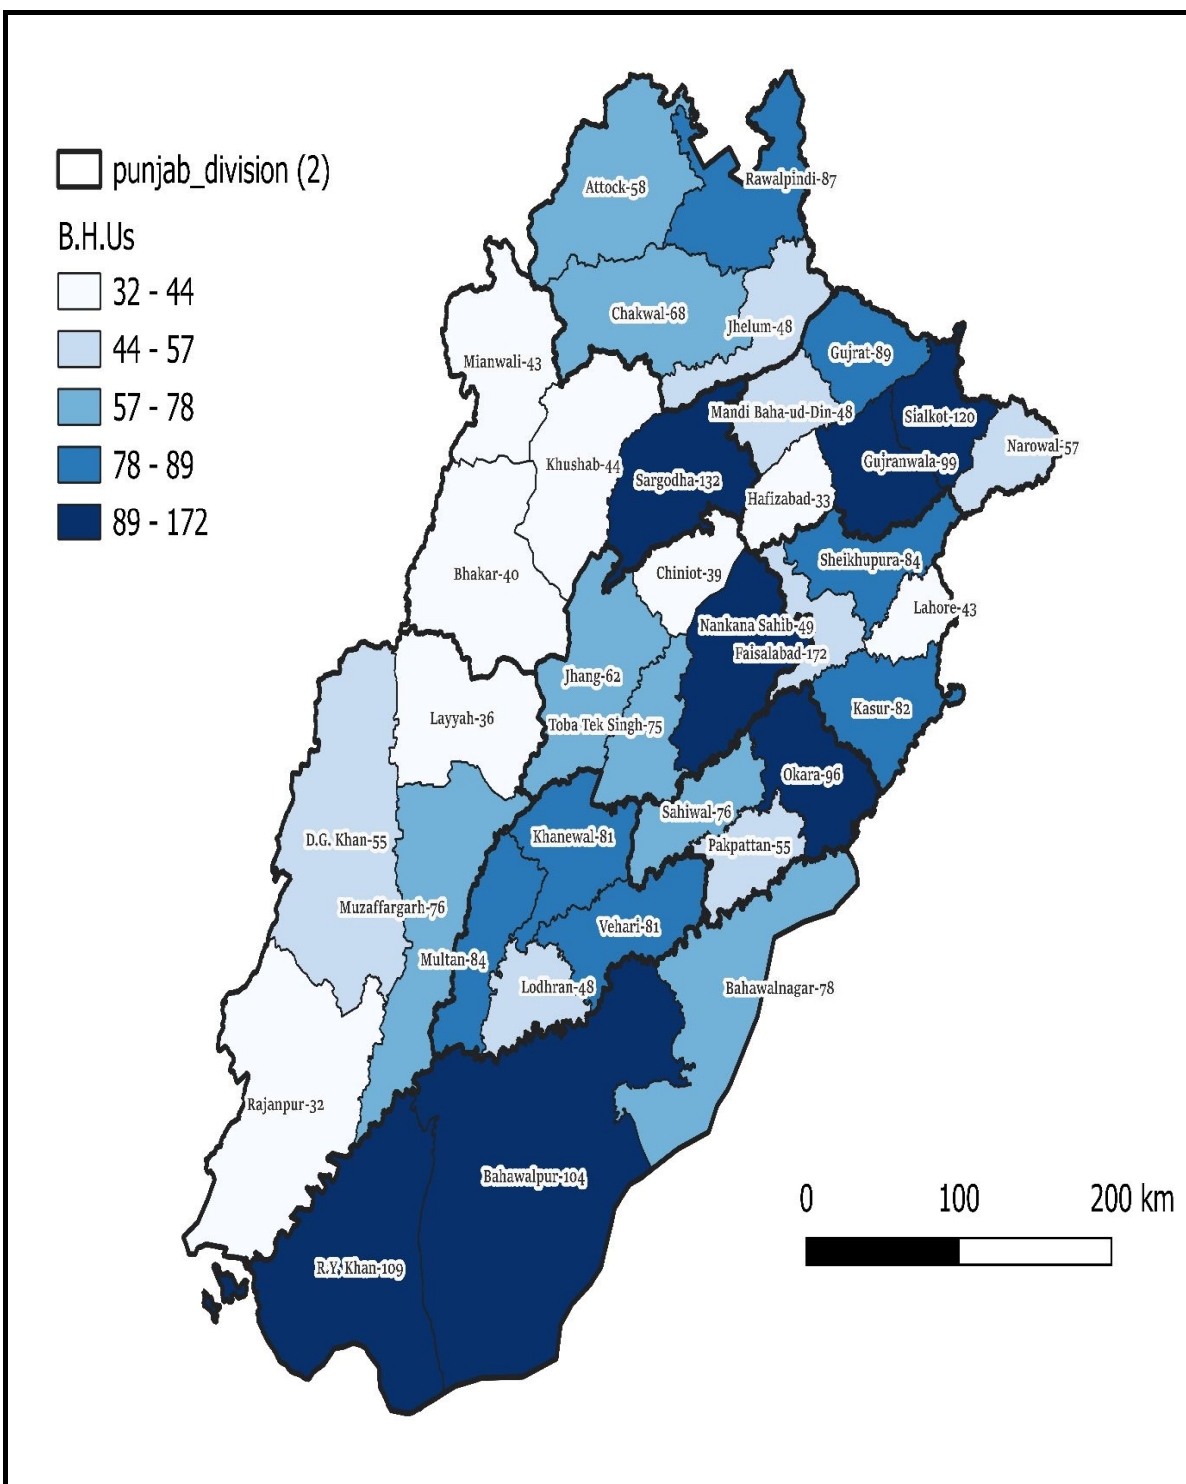 punjab_division (2)
B.H.Us
32 - 44
44 - 57
57 - 78
78 - 89
89 - 172
Rawalpindi-87
Attock-58
Chakwal-68
Jhelum-48
Mianwali-43
Gujrat-89
Mandi Baha-ud-Din-48
Sialkot-120
Narowal-57
Khushab-44
Gujranwala-99
Sargodha-132
Hafizabad-33
Sheikhupura-84
Bhakar-40
Chiniot-39
Lahore-43
Nankana Sahib-49
Faisalabad-172
Jhang-62
Kasur-82
Layyah-36
Toba Tek Singh-75
Okara-96
Sahiwal-76
Khanewal-81
D.G. Khan-55
Pakpattan-55
Muzaffargarh-76
Vehari-81
Multan-84
Lodhran-48
Bahawalnagar-78
Rajanpur-32
Bahawalpur-104
R.Y. Khan-109
0 100 200 km